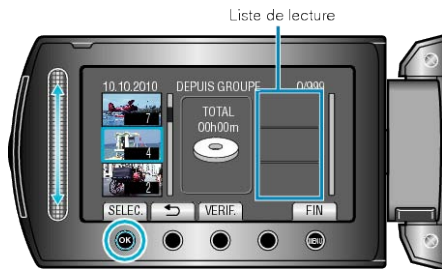 Liste de lecture
10.10.2010 DEPUIS GROUPE 0/999
7
TOTAL
00h00m
4
2
SELEC. VERIF. FIN
OK MENU